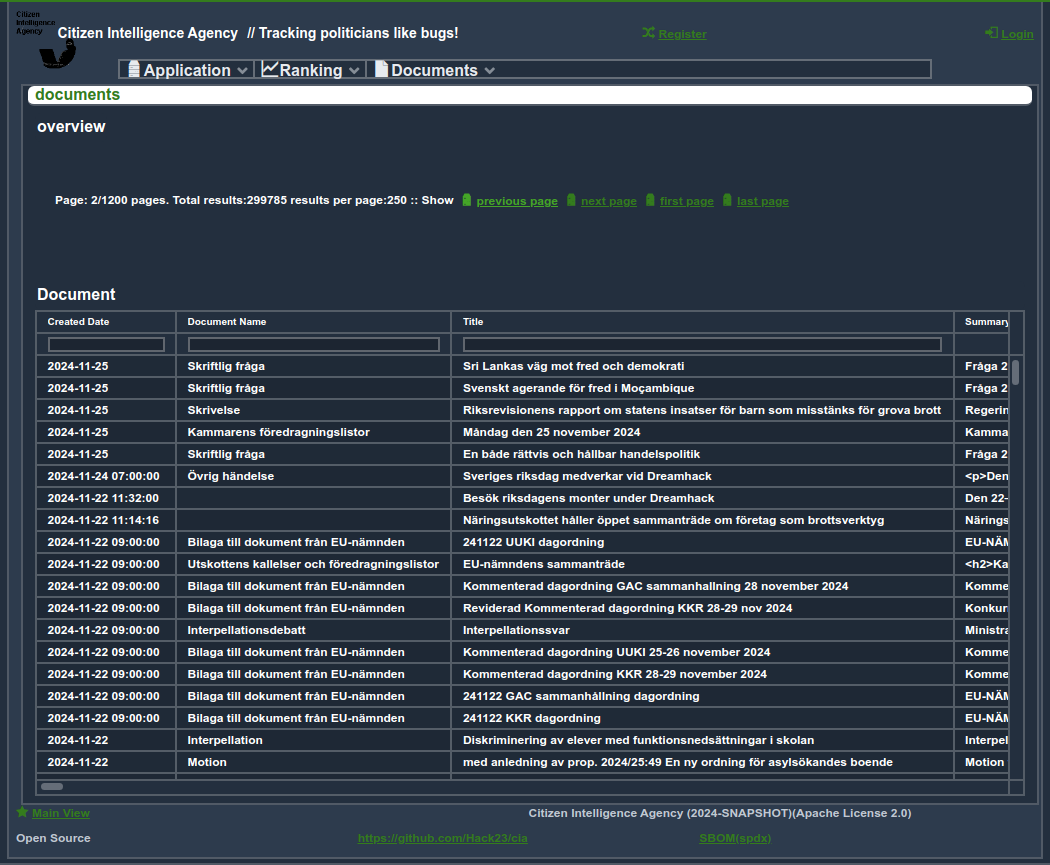 Citizen
Intelligence
Agency
Citizen Intelligence Agency // Tracking politicians like bugs!
Register
Login
Application
Ranking
Documents
documents
overview
Page: 2/1200 pages. Total results:299785 results per page:250 :: Show previous page next page first page last page
Document
Created Date Document Name Title Summary
2024-11-25 Skriftlig fråga Sri Lankas väg mot fred och demokrati Fråga 2
2024-11-25 Skriftlig fråga Svenskt agerande för fred i Moçambique Fråga 2
2024-11-25 Skrivelse Riksrevisionens rapport om statens insatser för barn som misstänks för grova brott Regerin
2024-11-25 Kammarens föredragningslistor Måndag den 25 november 2024 Kamma
2024-11-25 Skriftlig fråga En både rättvis och hållbar handelspolitik Fråga 2
2024-11-24 07:00:00 Övrig händelse Sveriges riksdag medverkar vid Dreamhack <p>Den
2024-11-22 11:32:00 Besök riksdagens monter under Dreamhack Den 22-
2024-11-22 11:14:16 Näringsutskottet håller öppet sammanträde om företag som brottsverktyg Närings
2024-11-22 09:00:00 Bilaga till dokument från EU-nämnden 241122 UUKI dagordning EU-NÄM
2024-11-22 09:00:00 Utskottens kallelser och föredragningslistor EU-nämndens sammanträde <h2>Ka
2024-11-22 09:00:00 Bilaga till dokument från EU-nämnden Kommenterad dagordning GAC sammanhallning 28 november 2024 Komme
2024-11-22 09:00:00 Bilaga till dokument från EU-nämnden Reviderad Kommenterad dagordning KKR 28-29 nov 2024 Konkur
2024-11-22 09:00:00 Interpellationsdebatt Interpellationssvar Ministra
2024-11-22 09:00:00 Bilaga till dokument från EU-nämnden Kommenterad dagordning UUKI 25-26 november 2024 Komme
2024-11-22 09:00:00 Bilaga till dokument från EU-nämnden Kommenterad dagordning KKR 28-29 november 2024 Komme
2024-11-22 09:00:00 Bilaga till dokument från EU-nämnden 241122 GAC sammanhållning dagordning EU-NÄM
2024-11-22 09:00:00 Bilaga till dokument från EU-nämnden 241122 KKR dagordning EU-NÄM
2024-11-22 Interpellation Diskriminering av elever med funktionsnedsättningar i skolan Interpel
2024-11-22 Motion med anledning av prop. 2024/25:49 En ny ordning för asylsökandes boende Motion
Main View
Citizen Intelligence Agency (2024-SNAPSHOT)(Apache License 2.0)
Open Source
https://github.com/Hack23/cia
SBOM(spdx)